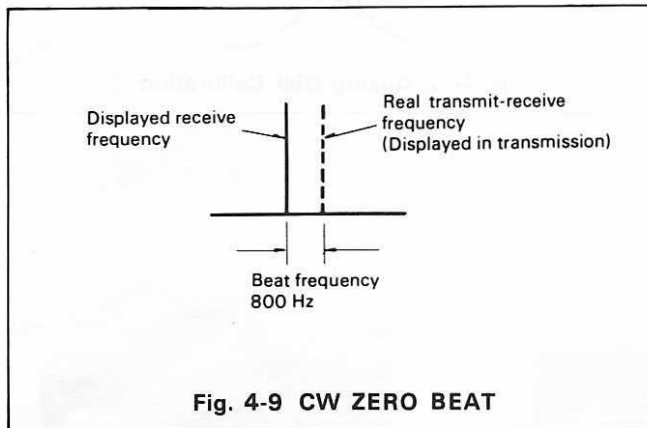 Displayed receive
frequency
Real transmit-receive
frequency
(Displayed in transmission)
Beat frequency
800 Hz
Fig. 4-9 CW ZERO BEAT